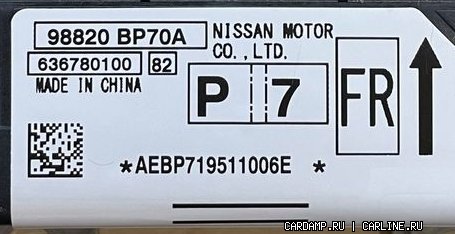 98820 BP70A
NISSAN MOTOR
CO.,LTD.
636780100 82
MADE IN CHINA
P 7
FR
*AEBP719511006E *
CARDAMP.RU | CARLINE.RU